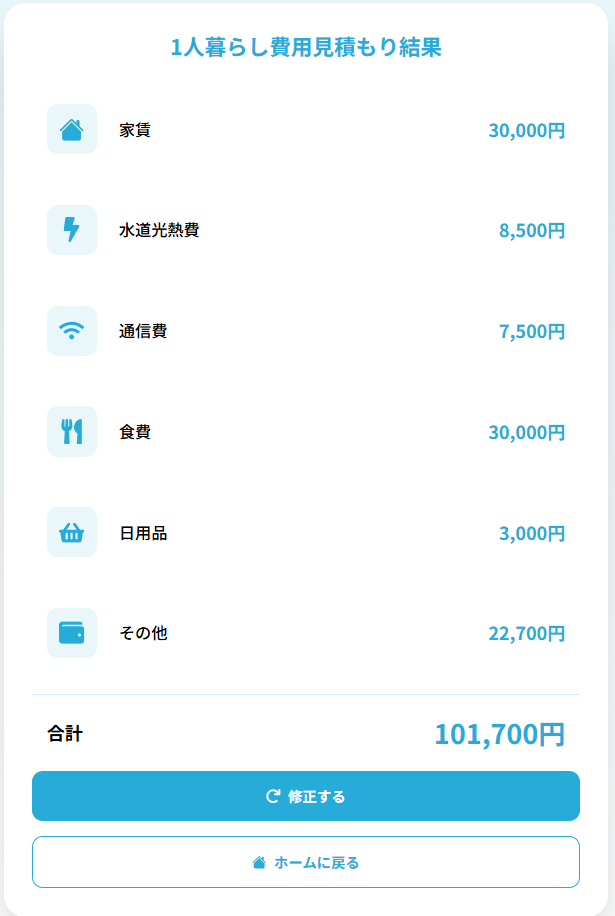 1人暮らし費用見積もり結果
家賃 30,000円
水道光熱費 8,500円
通信費 7,500円
食費 30,000円
日用品 3,000円
その他 22,700円
合計 101,700円
修正する
ホームに戻る